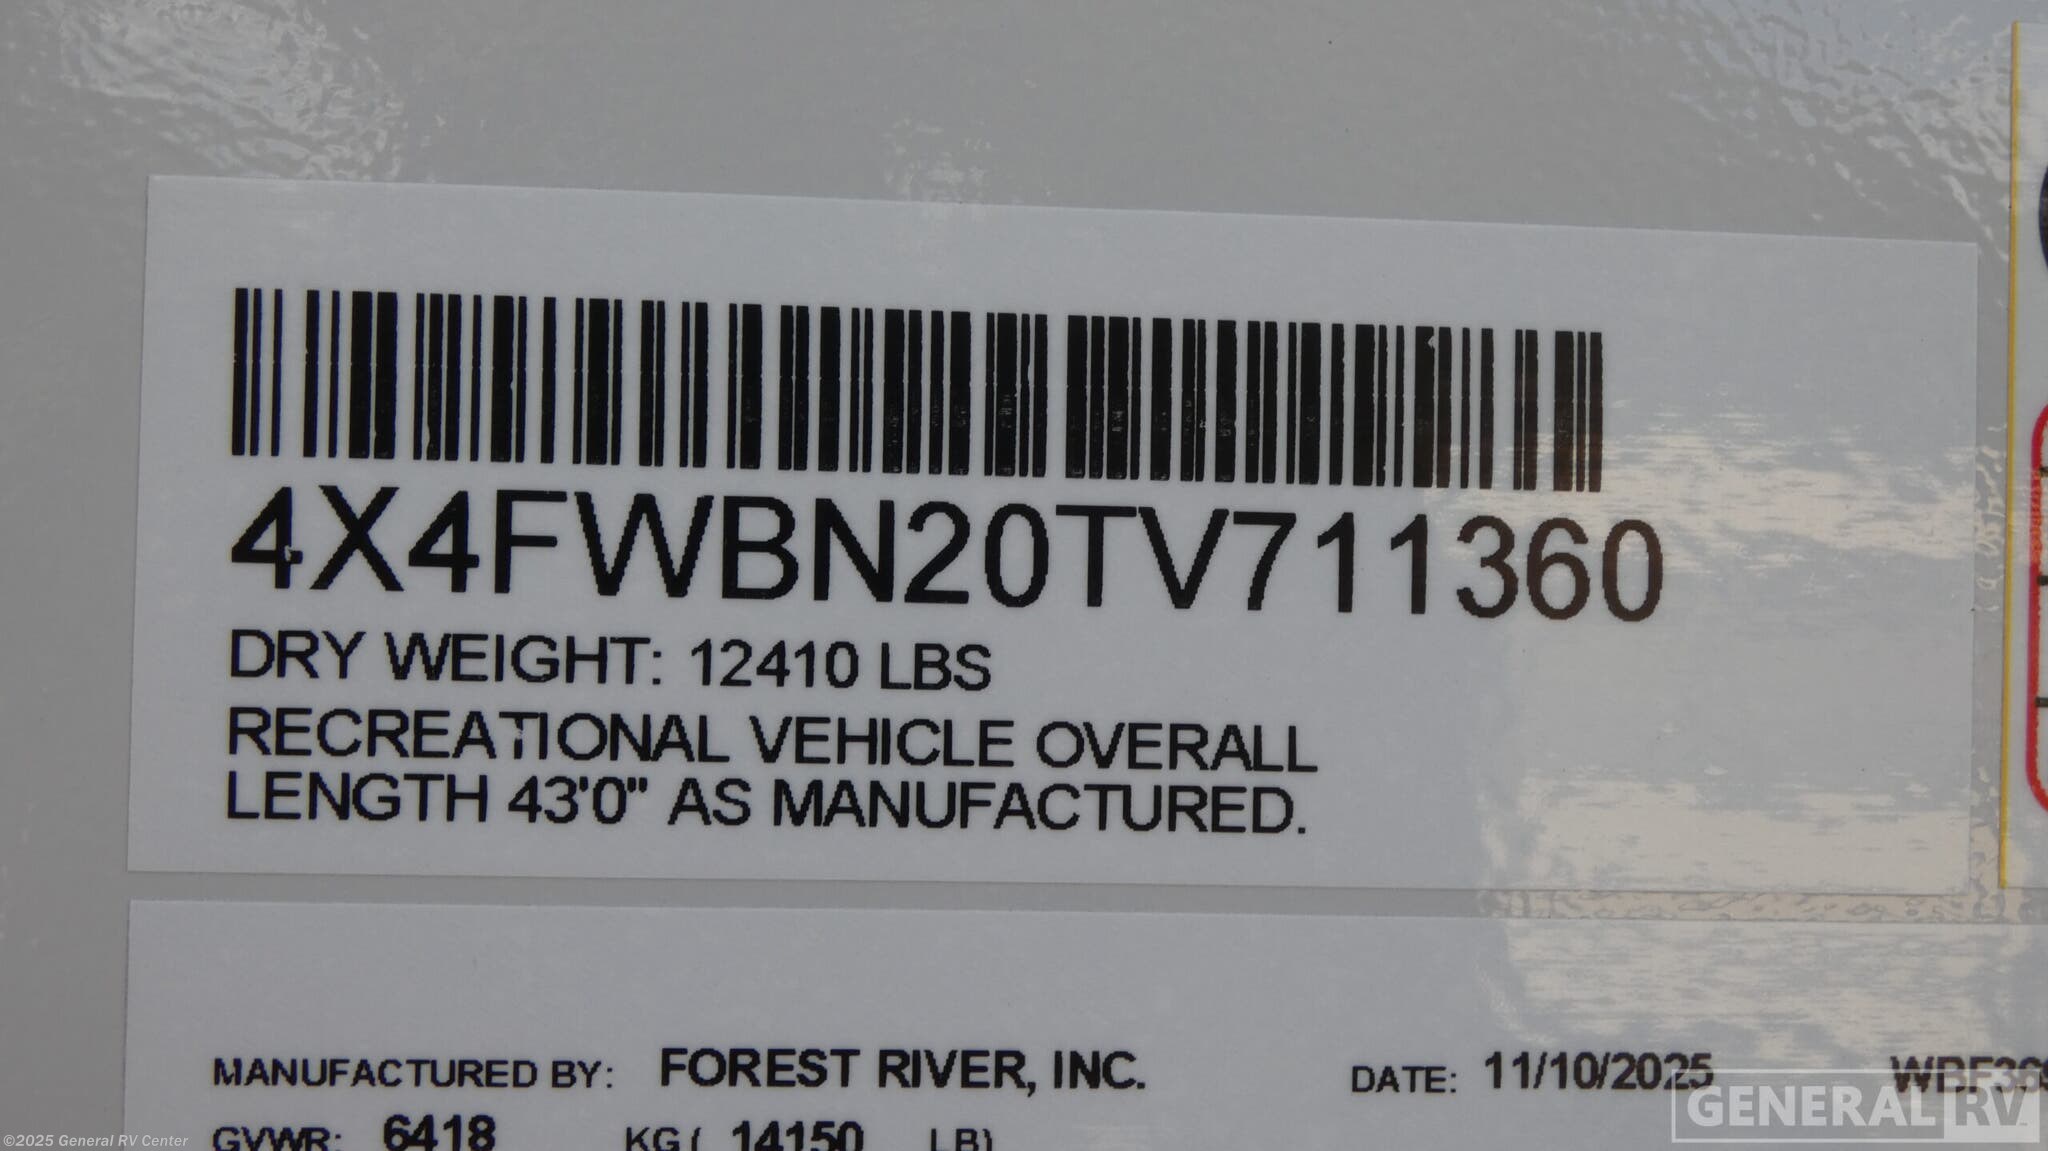 4X4FWBN20TV711360
DRY WEIGHT: 12410 LBS
RECREATIONAL VEHICLE OVERALL
LENGTH 43'0" AS MANUFACTURED.
MANUFACTURED BY: FOREST RIVER, INC. DATE: 11/10/2025
GVWR: 6418 KG ( 14150 LB)
GENERAL RV
©2025 General RV Center